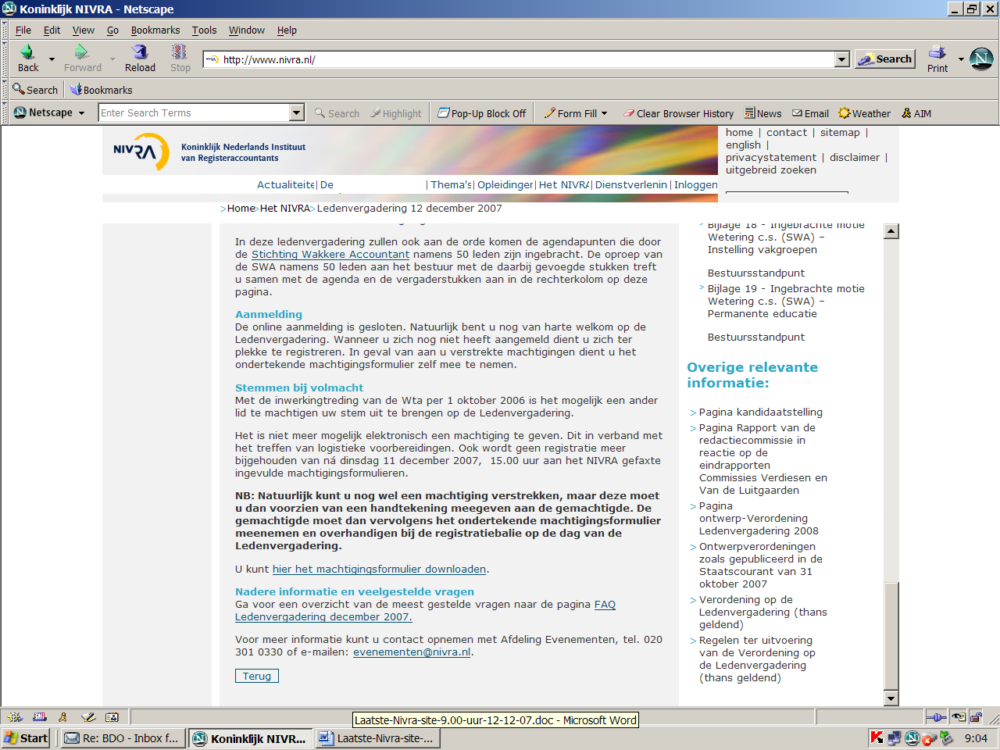 Koninklijk NIVRA - Netscape
File Edit View Go Bookmarks Tools Window Help
Back Forward Reload Stop http://www.nivra.nl/ Search Print
Search Bookmarks
Netscape Enter Search Terms Search Highlight Pop-Up Block Off Form Fill Clear Browser History News Email Weather AIM
NIVRA Koninklijk Nederlands Instituut
van Registeraccountants
home | contact | sitemap |
english |
privacystatement | disclaimer |
uitgebreid zoeken
Actualiteite| De | Thema's| Opleidingen| Het NIVRA| Dienstverlenin| Inloggen
>Home>Het NIVRA>Ledenvergadering 12 december 2007
In deze ledenvergadering zullen ook aan de orde komen de agendapunten die door
de Stichting Wakkere Accountant namens 50 leden zijn ingebracht. De oproep van
de SWA namens 50 leden aan het bestuur met de daarbij gevoegde stukken treft
u samen met de agenda en de vergaderstukken aan in de rechterkolom op deze
pagina.
Aanmelding
De online aanmelding is gesloten. Natuurlijk bent u nog van harte welkom op de
Ledenvergadering. Wanneer u zich nog niet heeft aangemeld dient u zich ter
plekke te registreren. In geval van aan u verstrekte machtigingen dient u het
ondertekende machtigingsformulier zelf mee te nemen.
Stemmen bij volmacht
Met de inwerkingtreding van de Wta per 1 oktober 2006 is het mogelijk een ander
lid te machtigen uw stem uit te brengen op de Ledenvergadering.
Het is niet meer mogelijk elektronisch een machtiging te geven. Dit in verband met
het treffen van logistieke voorbereidingen. Ook wordt geen registratie meer
bijgehouden van ná dinsdag 11 december 2007, 15.00 uur aan het NIVRA gefaxte
ingevulde machtigingsformulieren.
NB: Natuurlijk kunt u nog wel een machtiging verstrekken, maar deze moet
u dan voorzien van een handtekening meegeven aan de gemachtigde. De
gemachtigde moet dan vervolgens het ondertekende machtigingsformulier
meenemen en overhandigen bij de registratiebalie op de dag van de
Ledenvergadering.
U kunt hier het machtigingsformulier downloaden.
Nadere informatie en veelgestelde vragen
Ga voor een overzicht van de meest gestelde vragen naar de pagina FAQ
Ledenvergadering december 2007.
Voor meer informatie kunt u contact opnemen met Afdeling Evenementen, tel. 020
301 0330 of e-mailen: evenementen@nivra.nl.
Terug
> Bijlage 18 - Ingebrachte motie
Wetering c.s. (SWA) –
Instelling vakgroepen
Bestuursstandpunt
> Bijlage 19 - Ingebrachte motie
Wetering c.s. (SWA) –
Permanente educatie
Bestuursstandpunt
Overige relevante
informatie:
> Pagina kandidaatstelling
> Pagina Rapport van de
redactiecommissie in
reactie op de
eindrapporten
Commissies Verdiesen en
Van de Luitgaarden
> Pagina
ontwerp-Verordening
Ledenvergadering 2008
> Ontwerpverordeningen
zoals gepubliceerd in de
Staatscourant van 31
oktober 2007
> Verordening op de
Ledenvergadering (thans
geldend)
> Regelen ter uitvoering
van de Verordening op
de Ledenvergadering
(thans geldend)
Laatste-Nivra-site-9.00-uur-12-12-07.doc - Microsoft Word
Start Re: BDO - Inbox f... Koninklijk NIVR... Laatste-Nivra-site-... 9:04